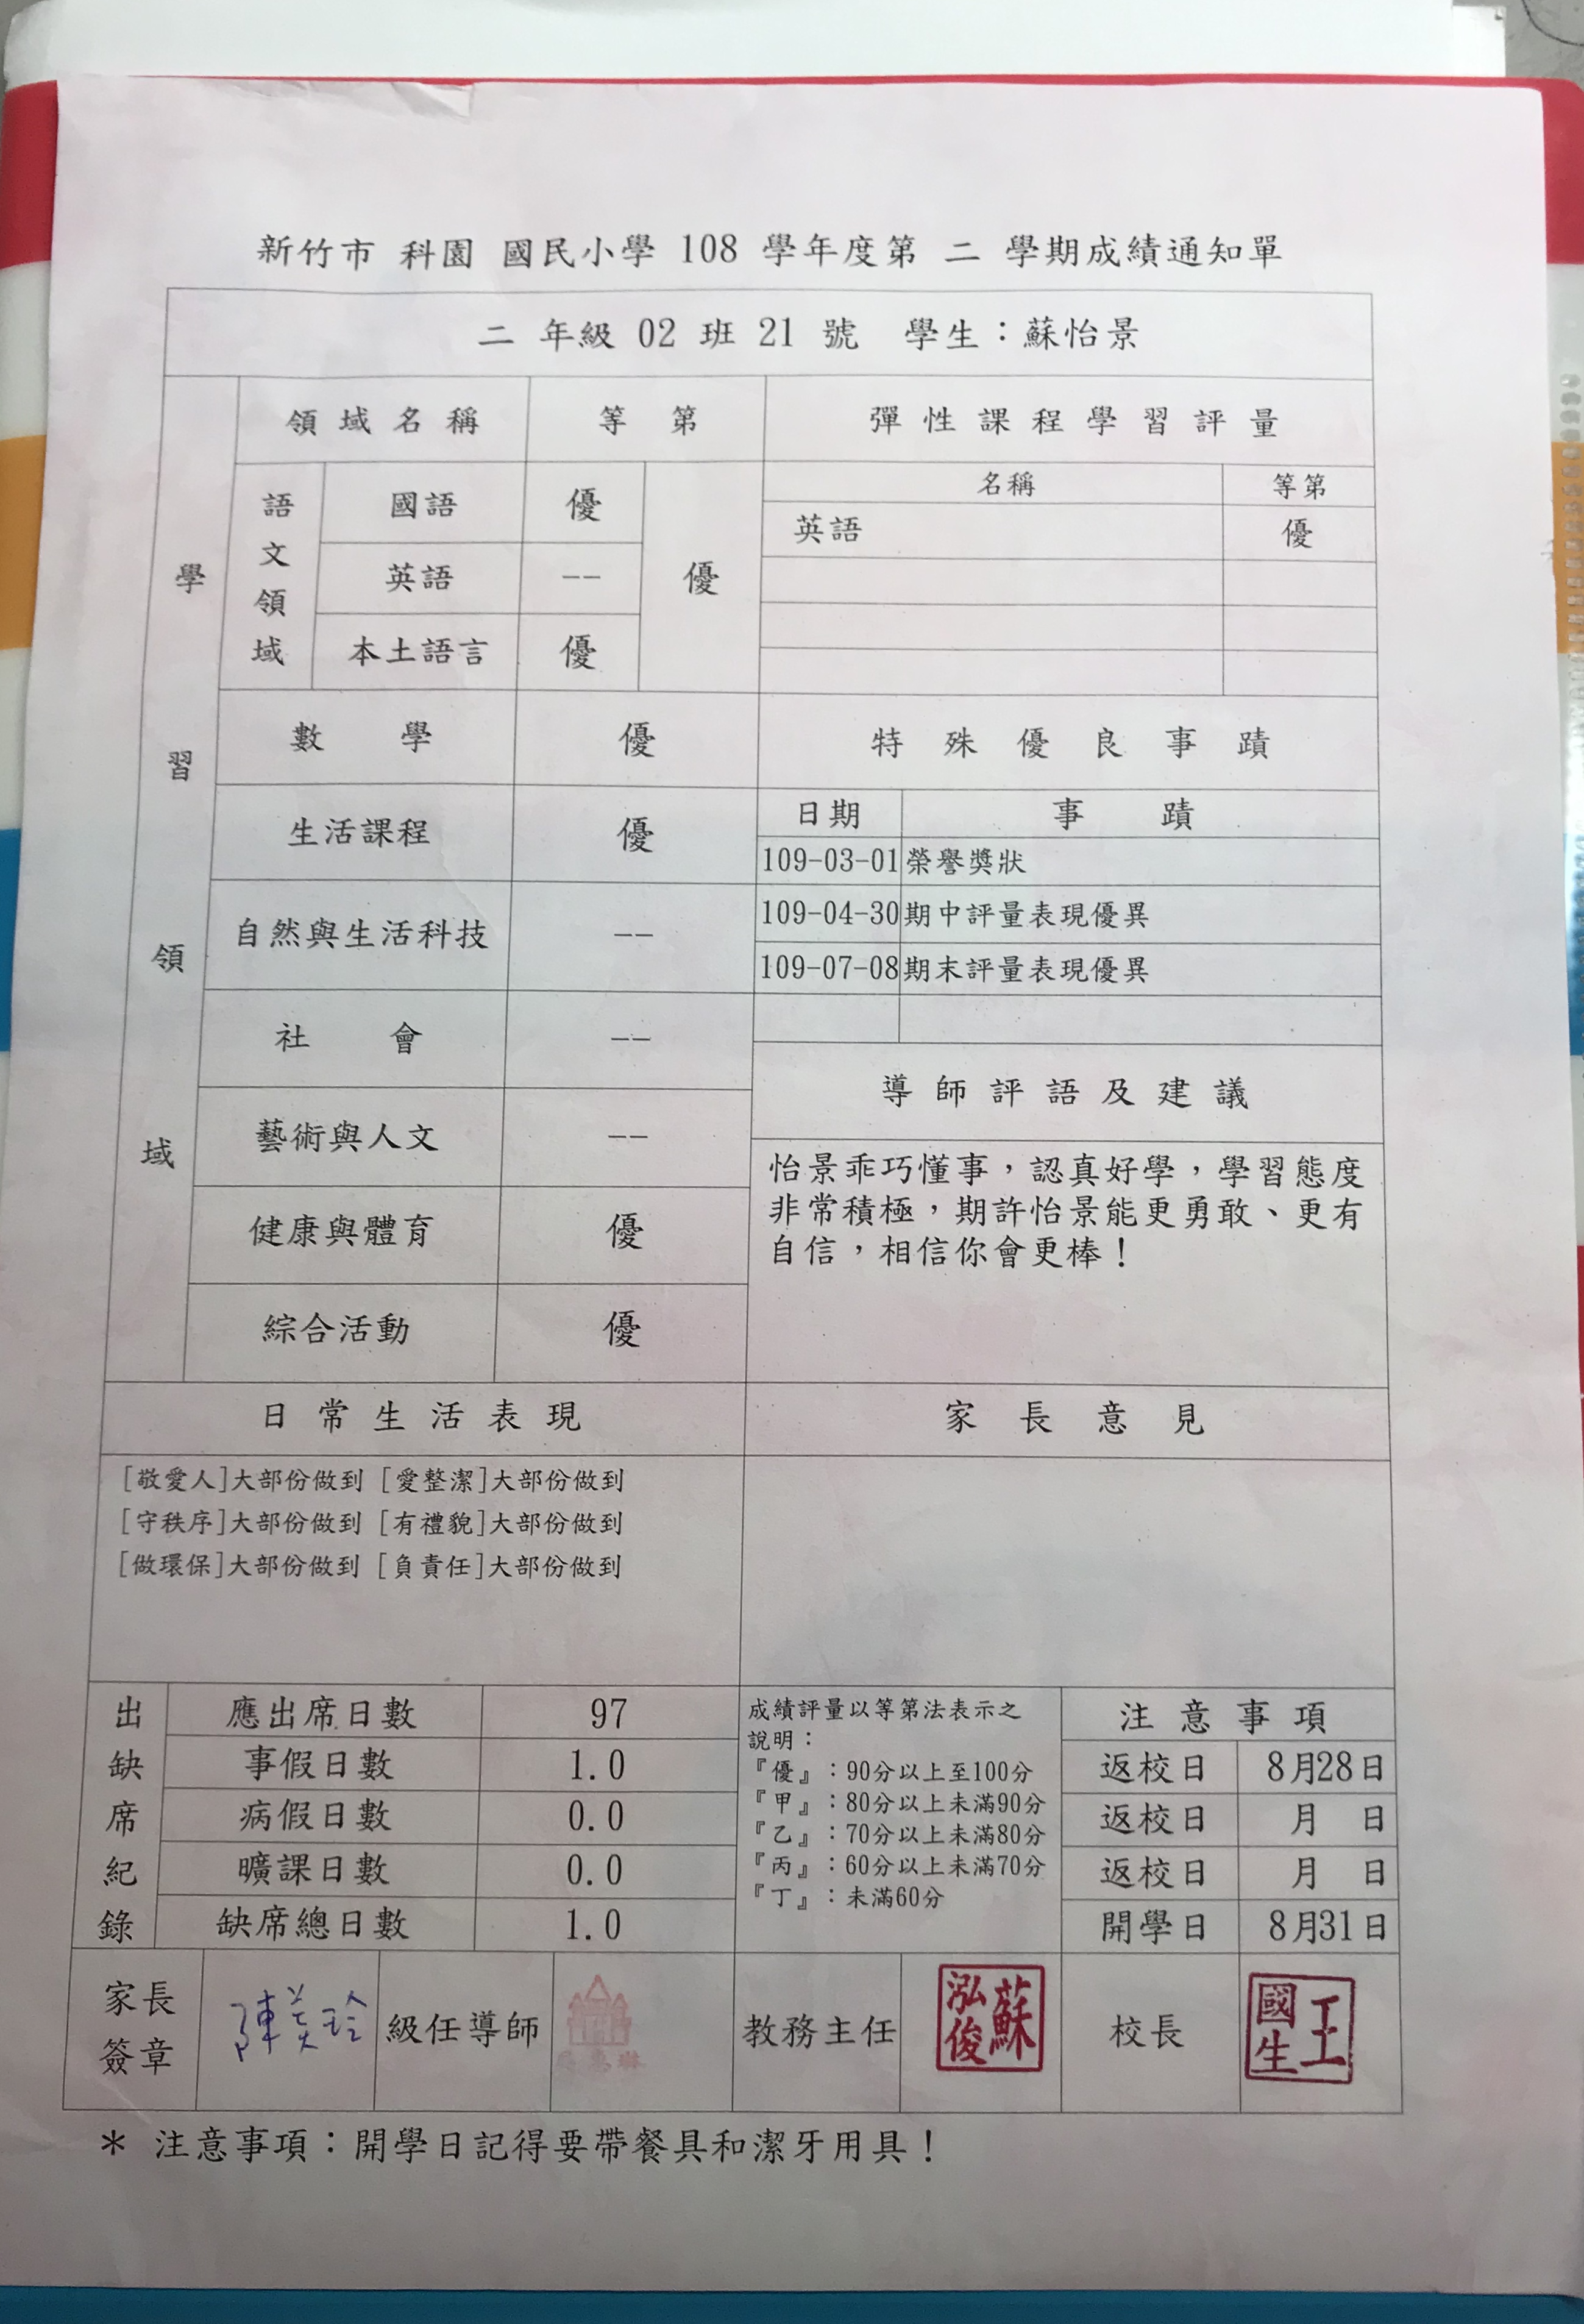 新竹市 科園 國民小學 108 學年度第 二 學期成績通知單
二 年級 02 班 21 號 學生：蘇怡景
學習領域
領域名稱 等第
語文領域 國語 優 優
英語 --
本土語言 優
數學 優
生活課程 優
自然與生活科技 --
社會 --
藝術與人文 --
健康與體育 優
綜合活動 優
彈性課程學習評量
名稱 等第
英語 優
特殊優良事蹟
日期 事蹟
109-03-01 榮譽獎狀
109-04-30 期中評量表現優異
109-07-08 期末評量表現優異
導師評語及建議
怡景乖巧懂事，認真好學，學習態度
非常積極，期許怡景能更勇敢、更有
自信，相信你會更棒！
日常生活表現
[敬愛人]大部份做到 [愛整潔]大部份做到
[守秩序]大部份做到 [有禮貌]大部份做到
[做環保]大部份做到 [負責任]大部份做到
家長意見
出缺席紀錄
應出席日數 97
事假日數 1.0
病假日數 0.0
曠課日數 0.0
缺席總日數 1.0
成績評量以等第法表示之
說明：
『優』：90分以上至100分
『甲』：80分以上未滿90分
『乙』：70分以上未滿80分
『丙』：60分以上未滿70分
『丁』：未滿60分
注意事項
返校日 8月28日
返校日 月 日
返校日 月 日
開學日 8月31日
家長簽章 陳美玲 級任導師 教務主任 蘇泓俊 校長 王國生
＊ 注意事項：開學日記得要帶餐具和潔牙用具！